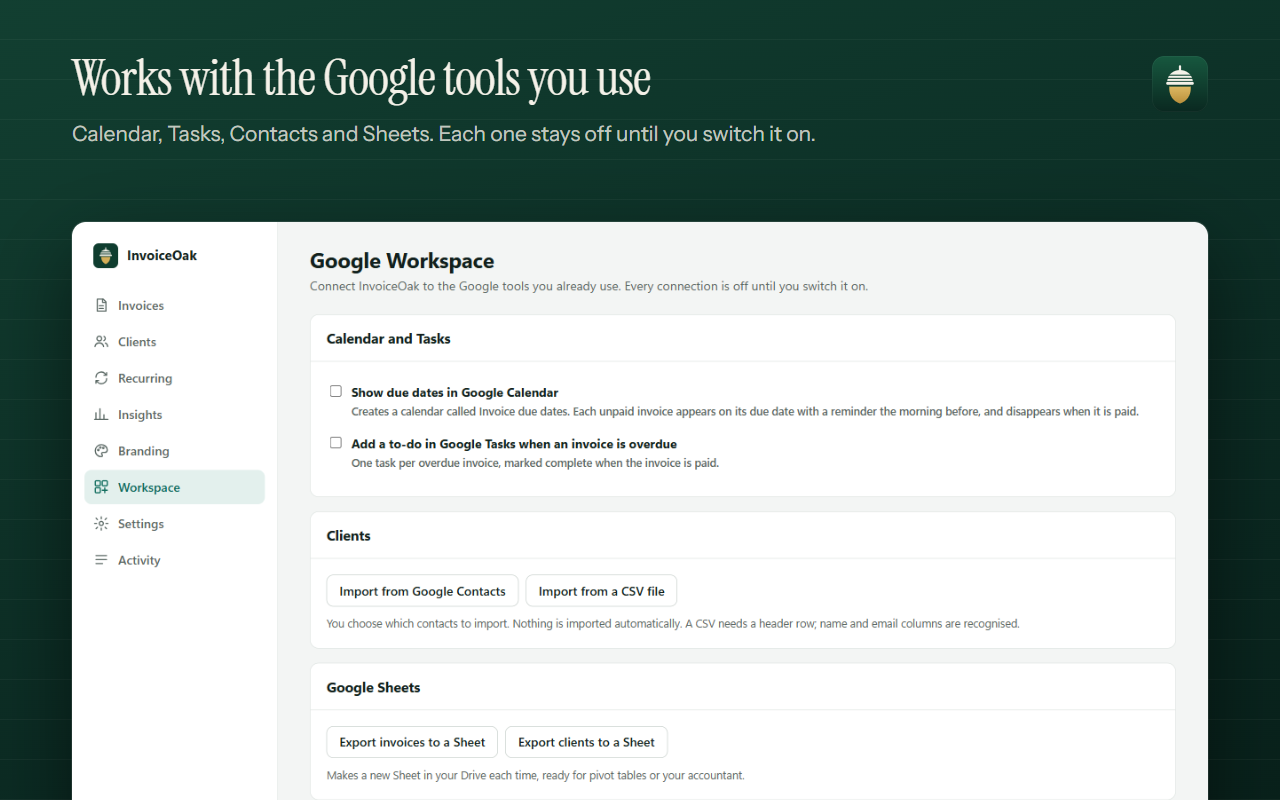 Works with the Google tools you use
Calendar, Tasks, Contacts and Sheets. Each one stays off until you switch it on.
InvoiceOak
Invoices
Clients
Recurring
Insights
Branding
Workspace
Settings
Activity
Google Workspace
Connect InvoiceOak to the Google tools you already use. Every connection is off until you switch it on.
Calendar and Tasks
Show due dates in Google Calendar
Creates a calendar called Invoice due dates. Each unpaid invoice appears on its due date with a reminder the morning before, and disappears when it is paid.
Add a to-do in Google Tasks when an invoice is overdue
One task per overdue invoice, marked complete when the invoice is paid.
Clients
Import from Google Contacts
Import from a CSV file
You choose which contacts to import. Nothing is imported automatically. A CSV needs a header row; name and email columns are recognised.
Google Sheets
Export invoices to a Sheet
Export clients to a Sheet
Makes a new Sheet in your Drive each time, ready for pivot tables or your accountant.